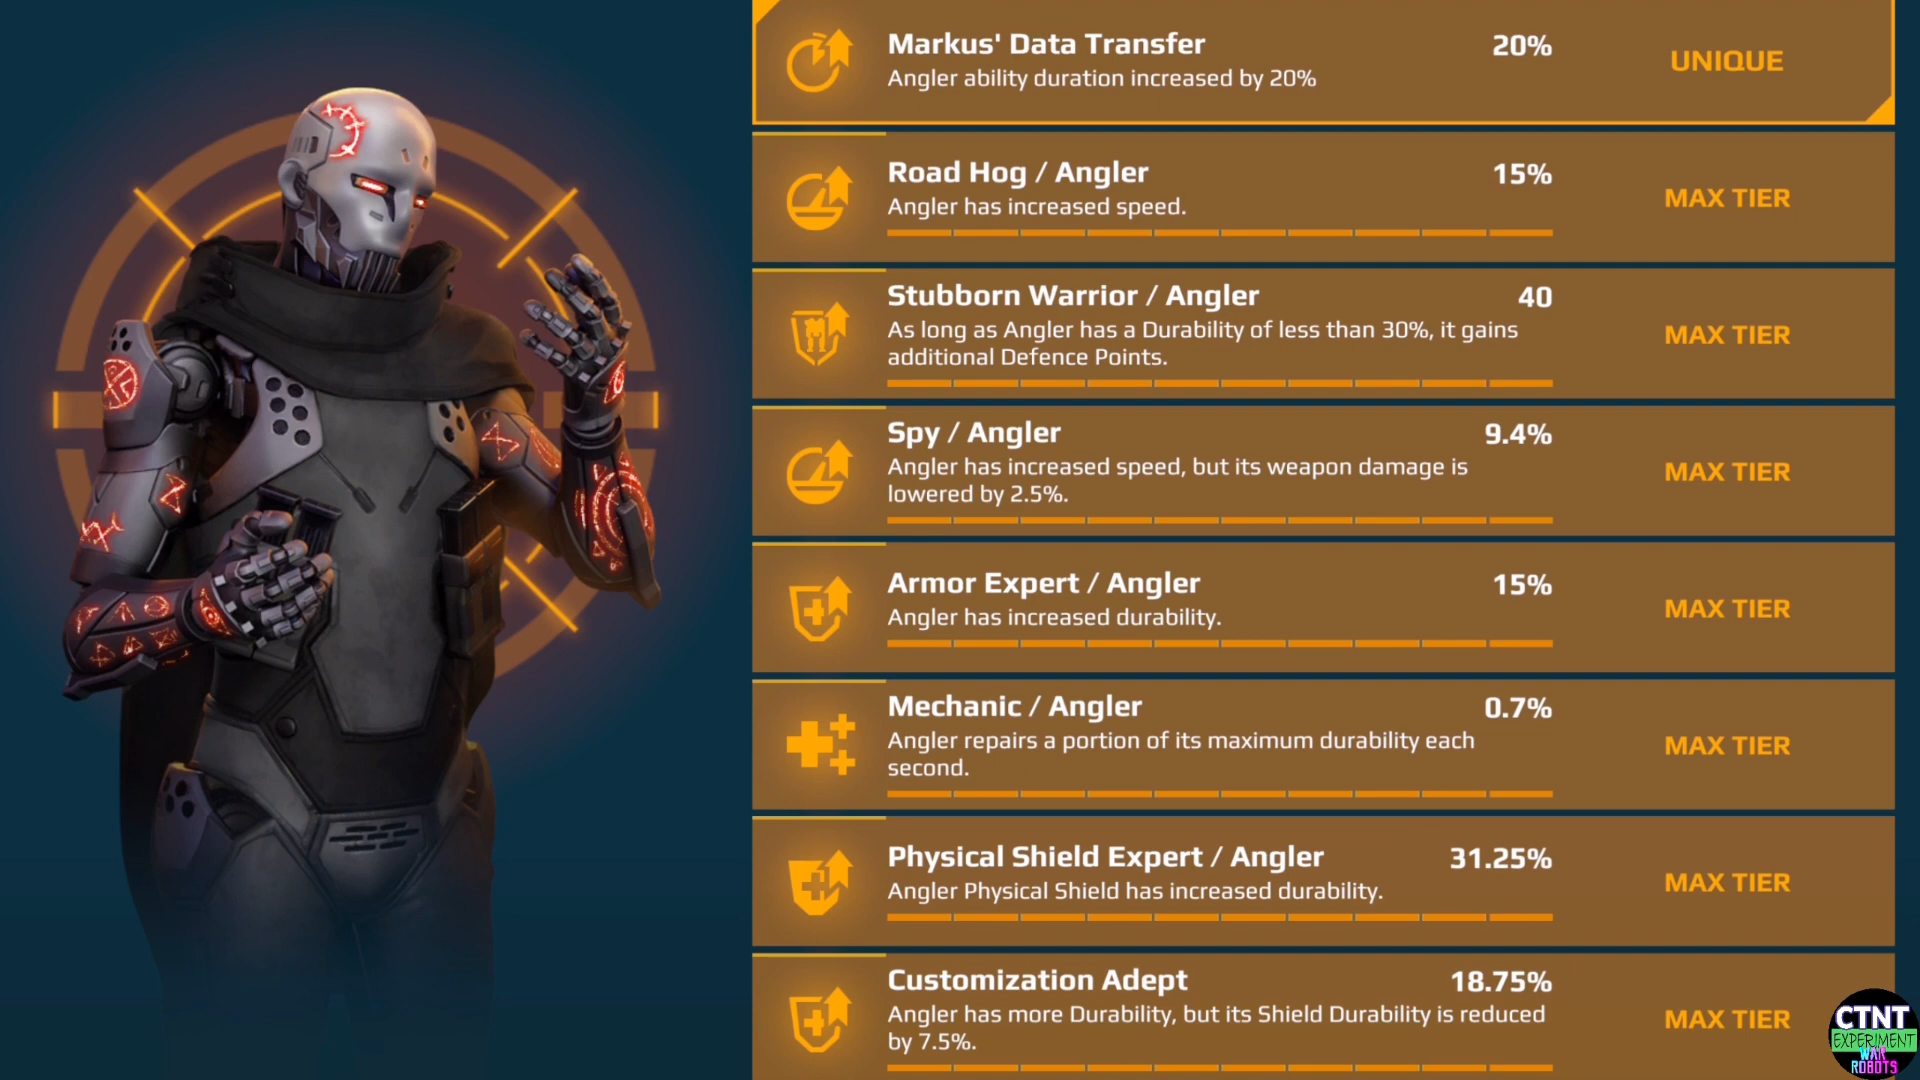 Markus' Data Transfer 20%
Angler ability duration increased by 20%
UNIQUE
Road Hog / Angler 15%
Angler has increased speed.
MAX TIER
Stubborn Warrior / Angler 40
As long as Angler has a Durability of less than 30%, it gains
additional Defence Points.
MAX TIER
Spy / Angler 9.4%
Angler has increased speed, but its weapon damage is
lowered by 2.5%.
MAX TIER
Armor Expert / Angler 15%
Angler has increased durability.
MAX TIER
Mechanic / Angler 0.7%
Angler repairs a portion of its maximum durability each
second.
MAX TIER
Physical Shield Expert / Angler 31.25%
Angler Physical Shield has increased durability.
MAX TIER
Customization Adept 18.75%
Angler has more Durability, but its Shield Durability is reduced
by 7.5%.
MAX TIER
CTNT
EXPERIMENT
WAR
ROBOTS